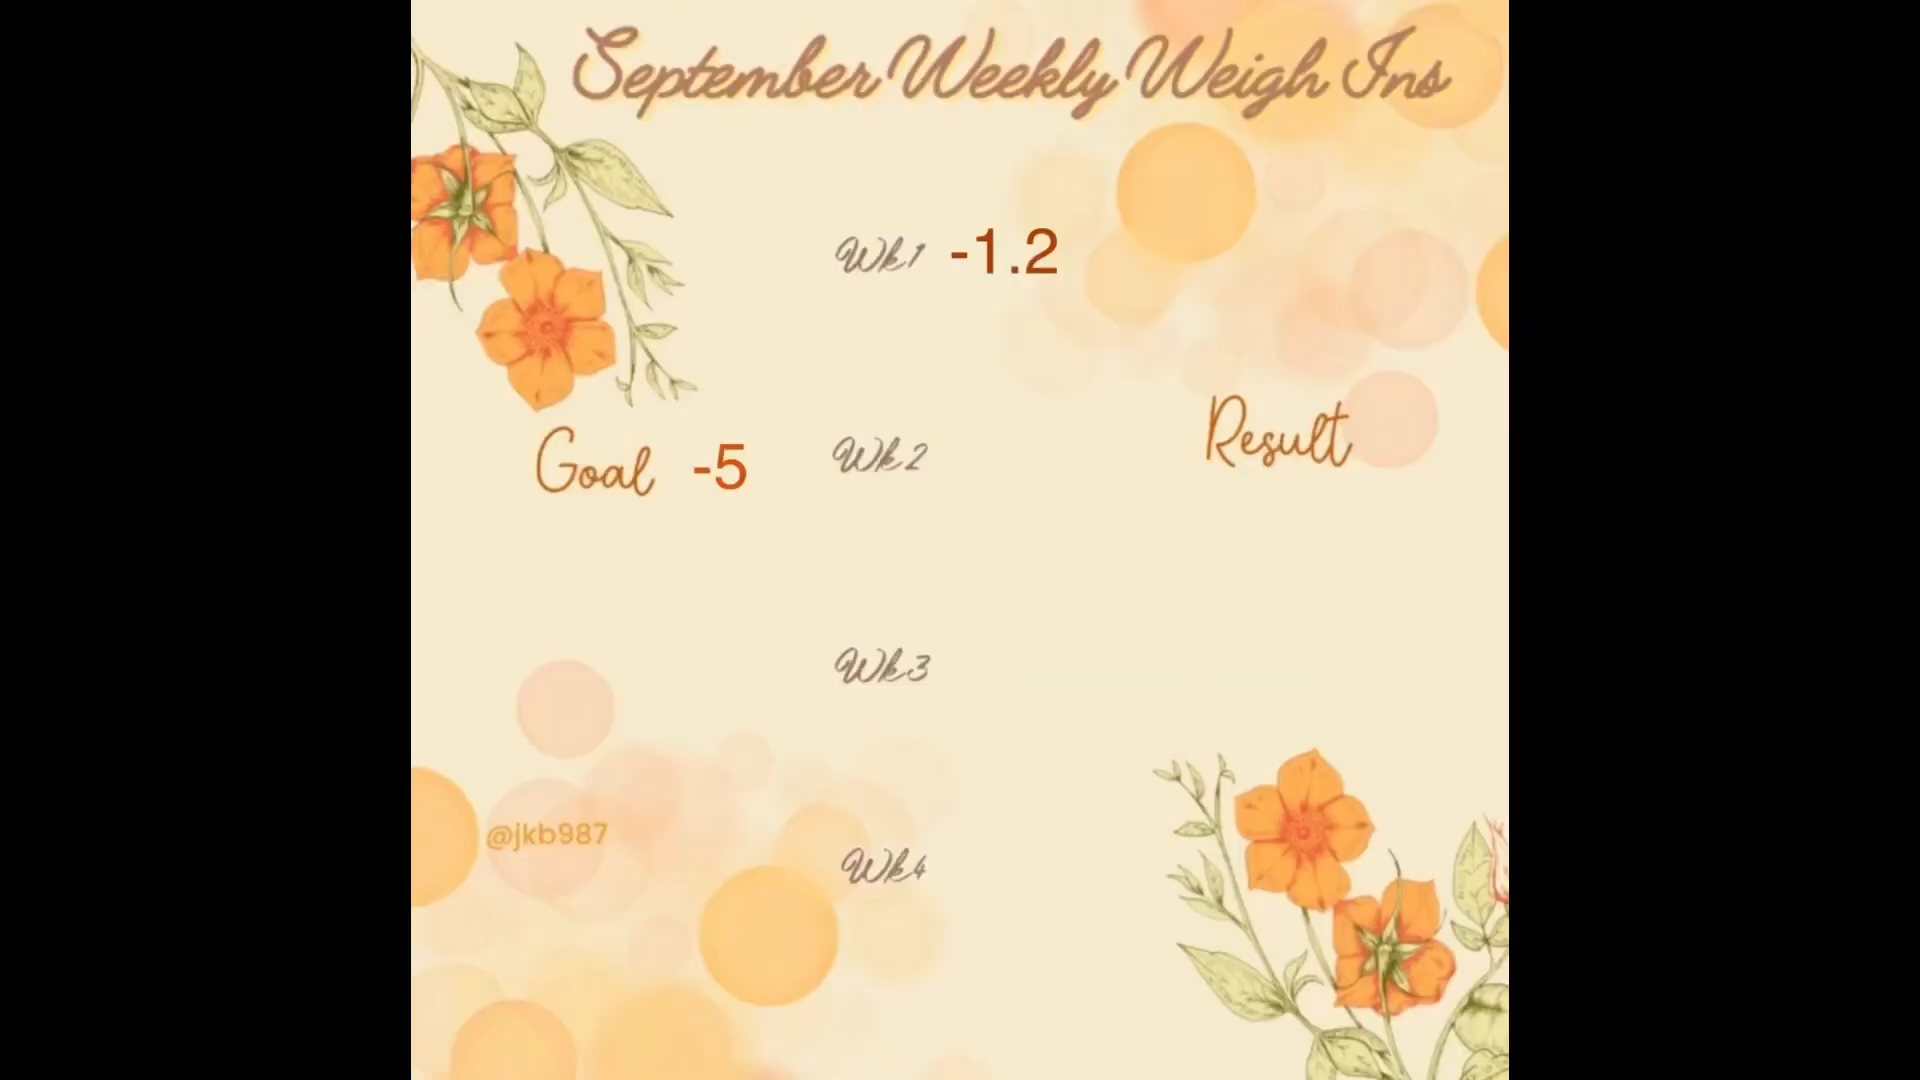 September Weekly Weigh Ins
Wk1 -1.2
Goal -5
Wk2
Result
Wk3
@jkb987
Wk4